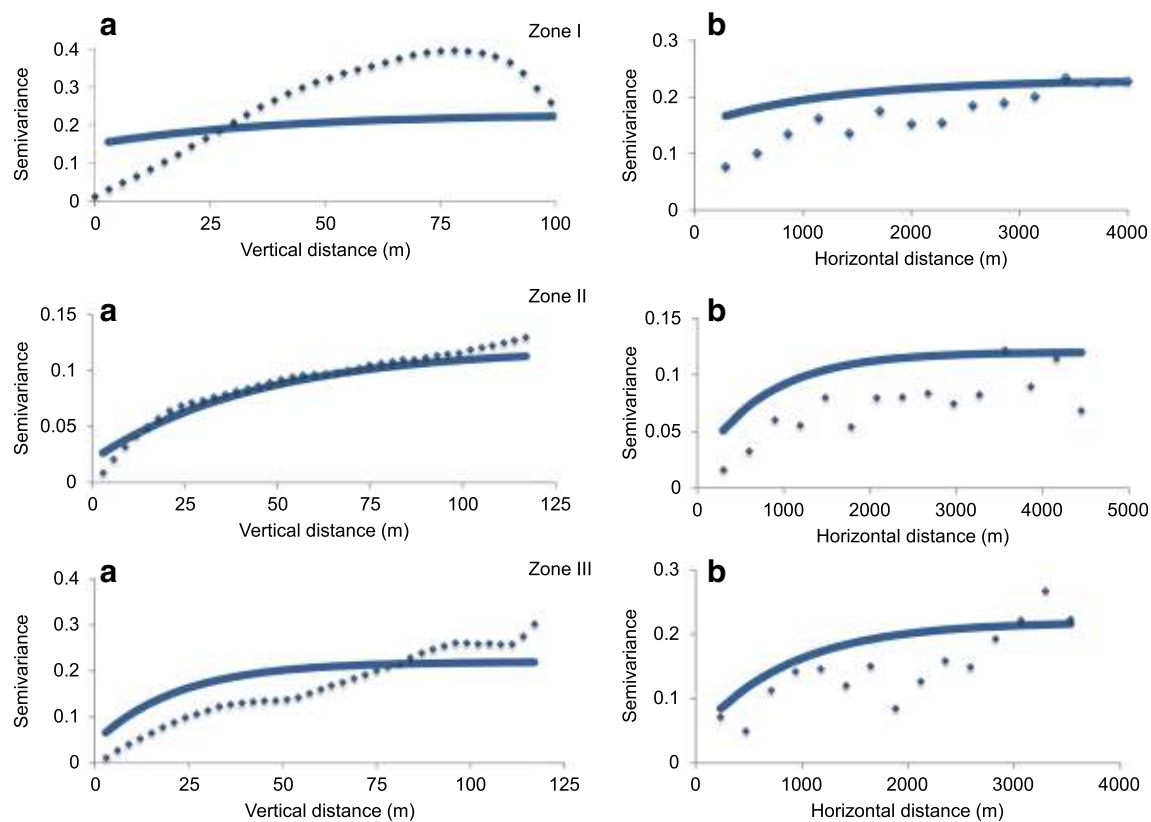 a
Zone I
0.4
0.3
0.2
0.1
0
Semivariance
0 25 50 75 100
Vertical distance (m)
b
0.3
0.2
0.1
0
Semivariance
0 1000 2000 3000 4000
Horizontal distance (m)
a
Zone II
0.15
0.1
0.05
0
Semivariance
0 25 50 75 100 125
Vertical distance (m)
b
0.15
0.1
0.05
0
Semivariance
0 1000 2000 3000 4000 5000
Horizontal distance (m)
a
Zone III
0.4
0.3
0.2
0.1
0
Semivariance
0 25 50 75 100 125
Vertical distance (m)
b
0.3
0.2
0.1
0
Semivariance
0 1000 2000 3000 4000
Horizontal distance (m)